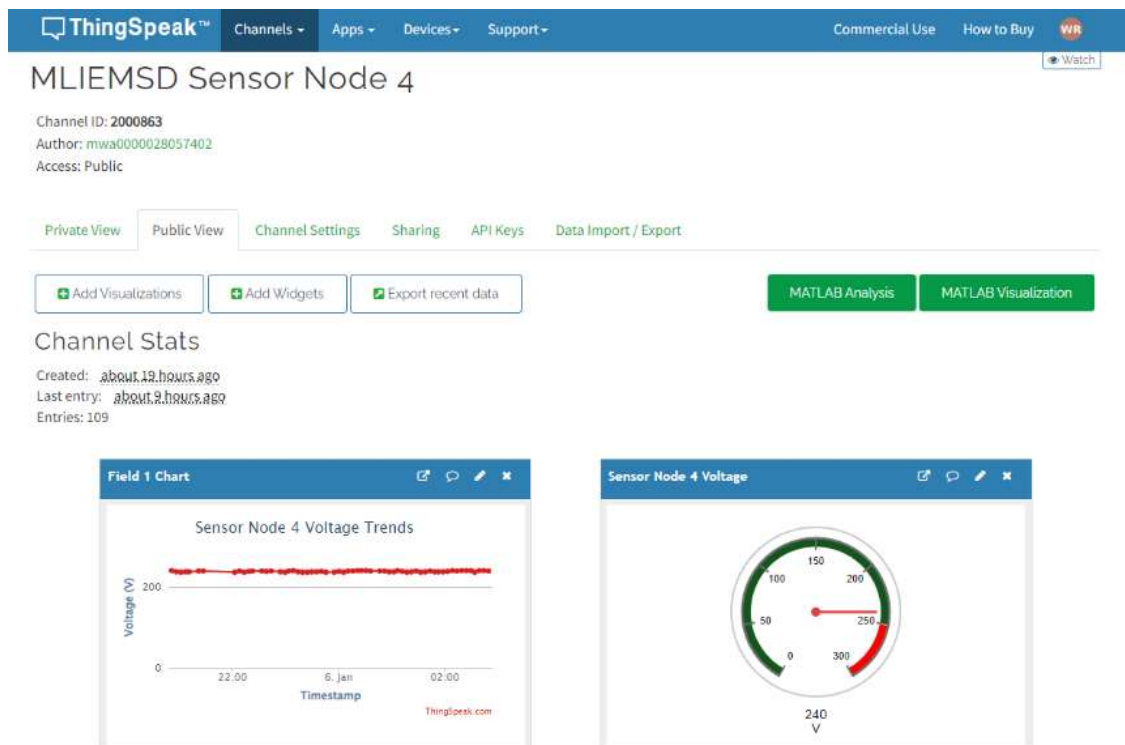 ThingSpeak™ Channels Apps Devices Support Commercial Use How to Buy WR
Watch
MLIEMSD Sensor Node 4
Channel ID: 2000863
Author: mwa0000028057402
Access: Public
Private View Public View Channel Settings Sharing API Keys Data Import / Export
Add Visualizations Add Widgets Export recent data MATLAB Analysis MATLAB Visualization
Channel Stats
Created: about 19 hours ago
Last entry: about 9 hours ago
Entries: 109
Field 1 Chart
Sensor Node 4 Voltage Trends
Voltage (V)
200
0
22:00 6. Jan 02:00
Timestamp
ThingSpeak.com
Sensor Node 4 Voltage
150
100 200
50 250
0 300
240
V